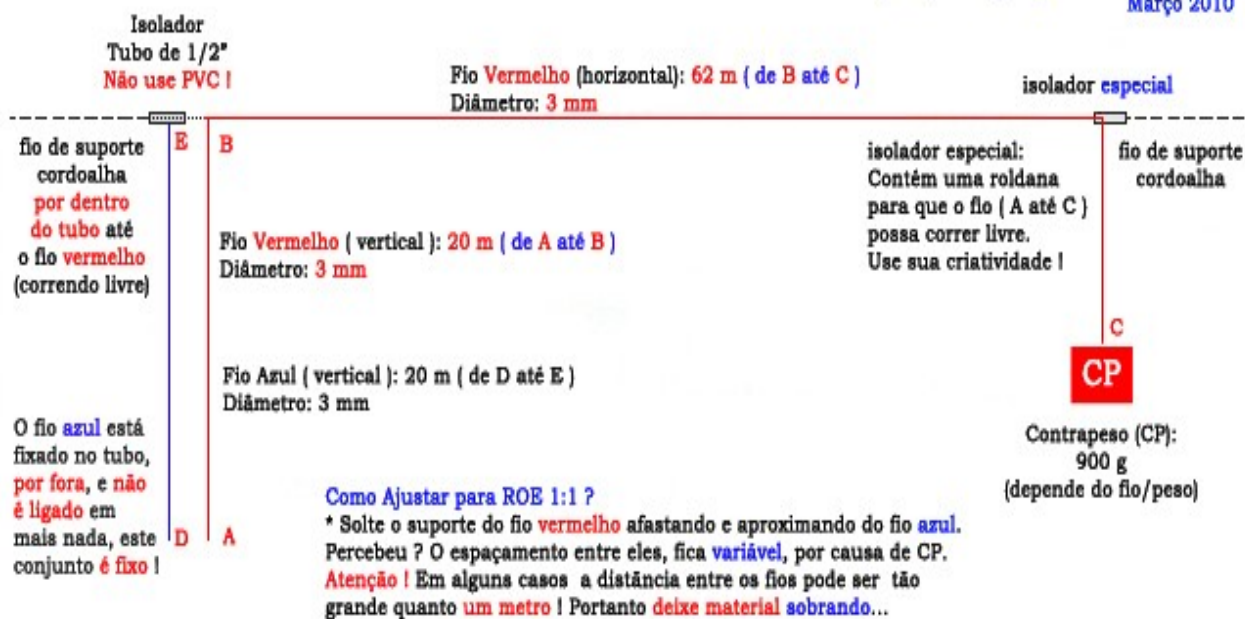 Março 2010
Isolador
Tubo de 1/2"
Não use PVC !
Fio Vermelho (horizontal): 62 m ( de B até C )
Diâmetro: 3 mm
isolador especial
E
B
fio de suporte
cordoalha
por dentro
do tubo até
o fio vermelho
(correndo livre)
isolador especial:
Contém uma roldana
para que o fio ( A até C )
possa correr livre.
Use sua criatividade !
fio de suporte
cordoalha
Fio Vermelho ( vertical ): 20 m ( de A até B )
Diâmetro: 3 mm
C
CP
Fio Azul ( vertical ): 20 m ( de D até E )
Diâmetro: 3 mm
Contrapeso (CP):
900 g
(depende do fio/peso)
O fio azul está
fixado no tubo,
por fora, e não
é ligado em
mais nada, este
conjunto é fixo !
D
A
Como Ajustar para ROE 1:1 ?
* Solte o suporte do fio vermelho afastando e aproximando do fio azul.
Percebeu ? O espaçamento entre eles, fica variável, por causa de CP.
Atenção ! Em alguns casos a distância entre os fios pode ser tão
grande quanto um metro ! Portanto deixe material sobrando...